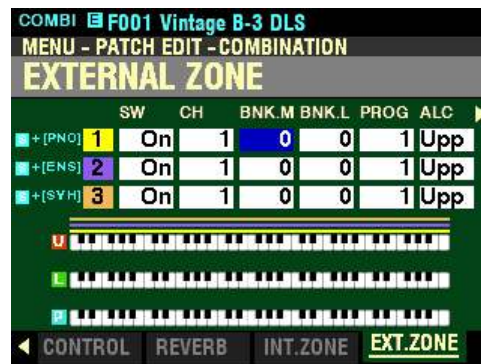 COMBI E F001 Vintage B-3 DLS
MENU - PATCH EDIT - COMBINATION
EXTERNAL ZONE
SW CH BNK.M BNK.L PROG ALC
S +[PNO] 1 On 1 0 0 1 Upp
S +[ENS] 2 On 1 0 0 1 Upp
S +[SYH] 3 On 1 0 0 1 Upp
U
L
P
CONTROL REVERB INT.ZONE EXT.ZONE